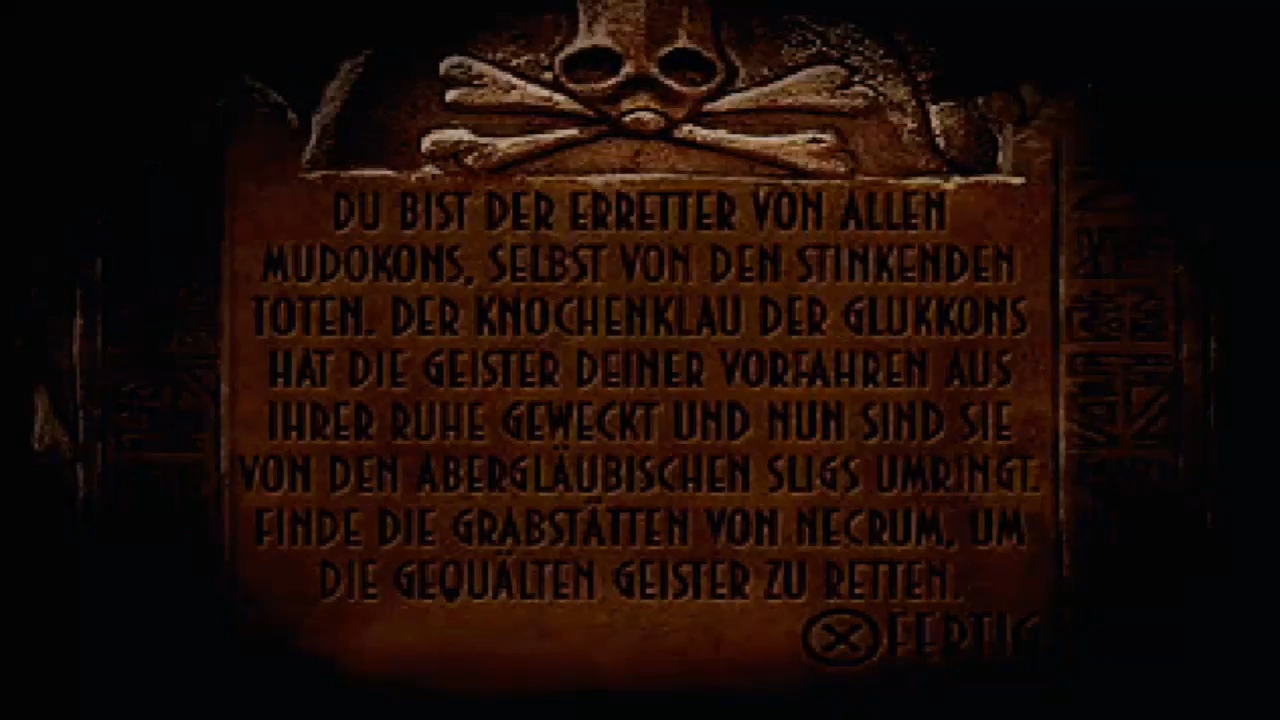 DU BIST DER ERRETTER VON ALLEN
MUDOKONS, SELBST VON DEN STINKENDEN
TOTEN. DER KNOCHENKLAU DER GLUKKONS
HAT DIE GEISTER DEINER VORFAHREN AUS
IHRER RUHE GEWECKT UND NUN SIND SIE
VON DEN ABERGLÄUBISCHEN SLIGS UMRINGT.
FINDE DIE GRABSTÄTTEN VON NECRUM, UM
DIE GEQUÄLTEN GEISTER ZU RETTEN.
X FERTIG